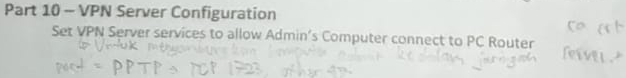 Part 10 – VPN Server Configuration
Set VPN Server services to allow Admin's Computer connect to PC Router
↳ Untuk menyambungkan komputer admin ke dalam jaringan
port = PPTP → TCP 1723,